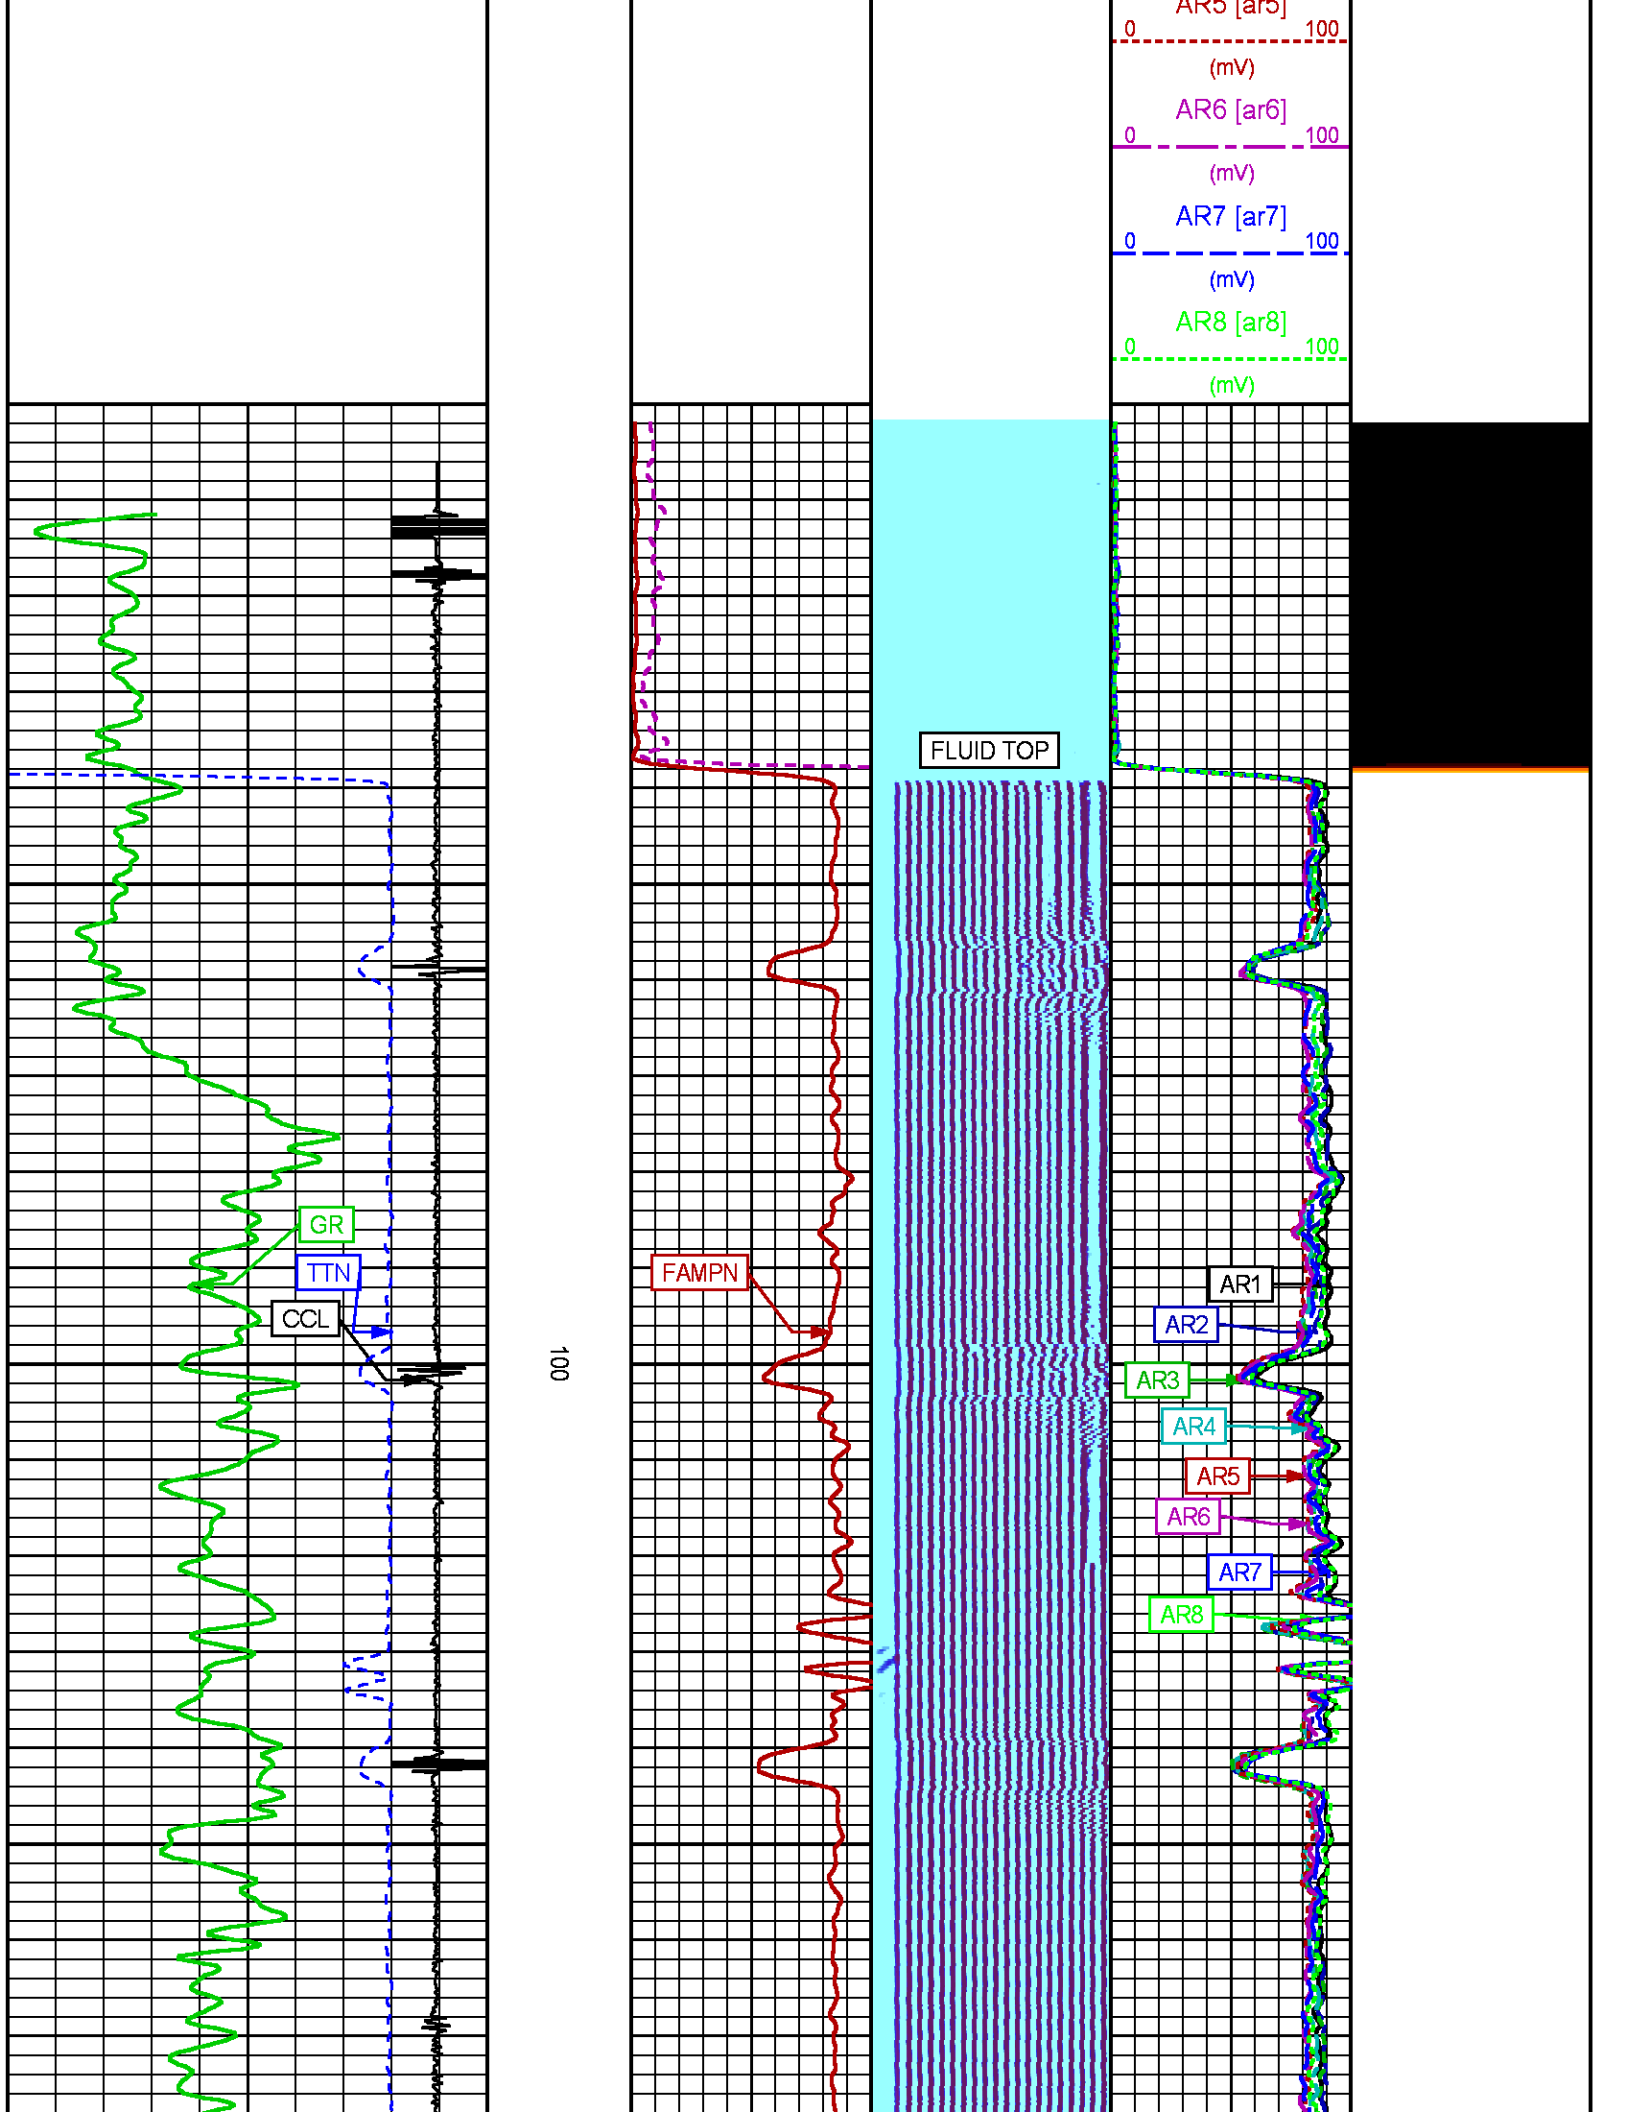 AR5 [ar5]
0 100
(mV)
AR6 [ar6]
0 100
(mV)
AR7 [ar7]
0 100
(mV)
AR8 [ar8]
0 100
(mV)
FLUID TOP
GR
TTN
FAMPN
AR1
CCL
AR2
100
AR3
AR4
AR5
AR6
AR7
AR8